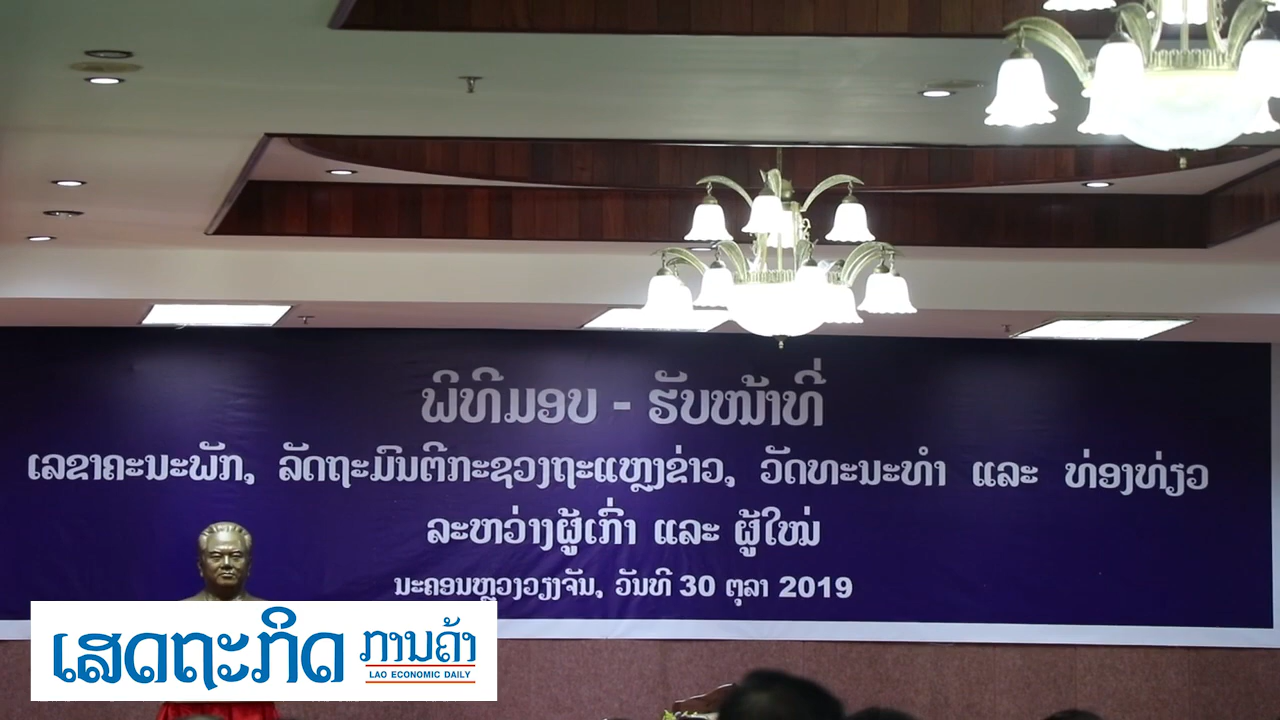 ພິທີມອບ - ຮັບໜ້າທີ່
ເລຂາຄະນະພັກ, ລັດຖະມົນຕີກະຊວງຖະແຫຼງຂ່າວ, ວັດທະນະທຳ ແລະ ທ່ອງທ່ຽວ
ລະຫວ່າງຜູ້ເກົ່າ ແລະ ຜູ້ໃໝ່
ນະຄອນຫຼວງວຽງຈັນ, ວັນທີ 30 ຕຸລາ 2019
ເສດຖະກິດ ການຄ້າ
LAO ECONOMIC DAILY